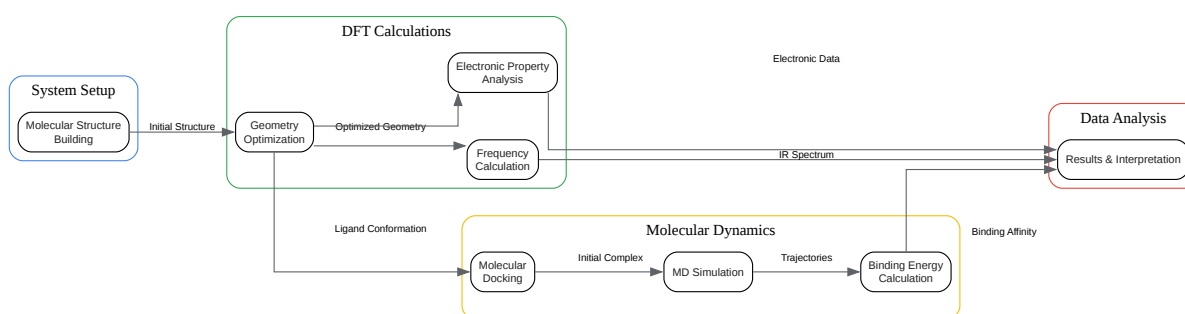 DFT Calculations
Electronic Data
Electronic Property
Analysis
System Setup
Molecular Structure
Building
Initial Structure
Geometry
Optimization
Optimized Geometry
Frequency
Calculation
IR Spectrum
Data Analysis
Results & Interpretation
Ligand Conformation
Molecular Dynamics
Binding Affinity
Molecular
Docking
Initial Complex
MD Simulation
Trajectories
Binding Energy
Calculation